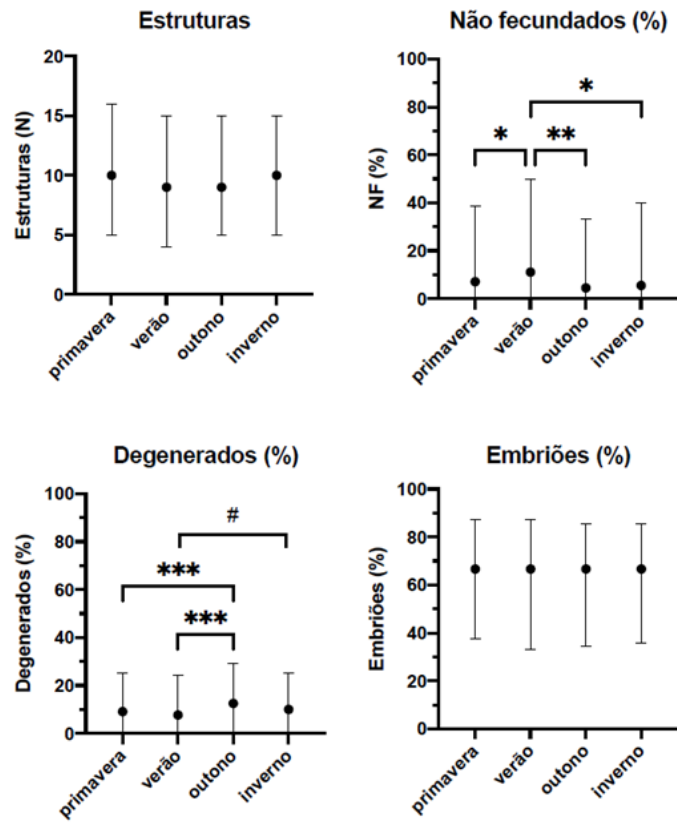 Estruturas
Estruturas (N)
20
15
10
5
0
primavera
verão
outono
inverno
Não fecundados (%)
NF (%)
100
80
60
40
20
0
*
*
**
primavera
verão
outono
inverno
Degenerados (%)
Degenerados (%)
100
80
60
40
20
0
#
***
***
primavera
verão
outono
inverno
Embriões (%)
Embriões (%)
100
80
60
40
20
0
primavera
verão
outono
inverno